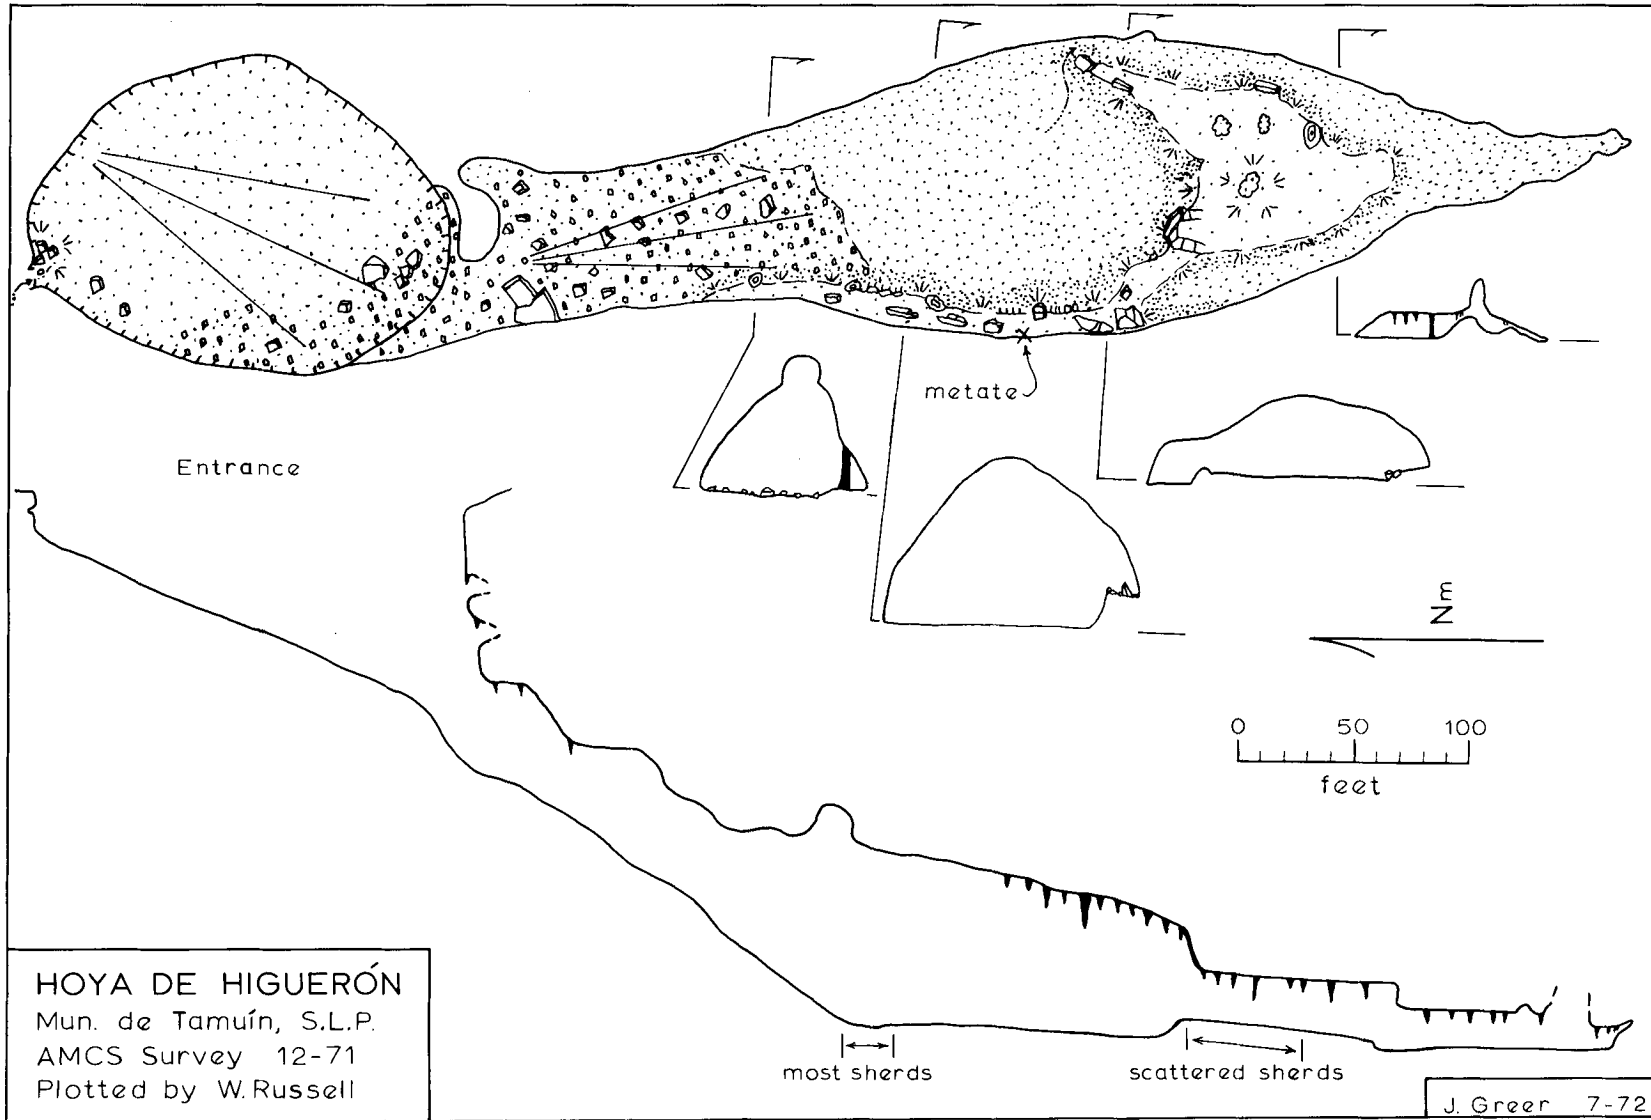 metate
Entrance
Nm
0 50 100
feet
most sherds
scattered sherds
HOYA DE HIGUERÓN
Mun. de Tamuín, S.L.P.
AMCS Survey 12-71
Plotted by W. Russell
J. Greer 7-72